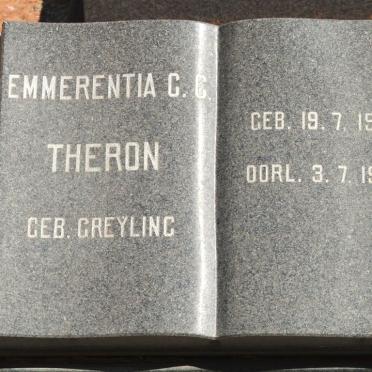 EMMERENTIA C. C.
THERON
GEB. GREYLING
GEB. 19. 7. 19
OORL. 3. 7. 19